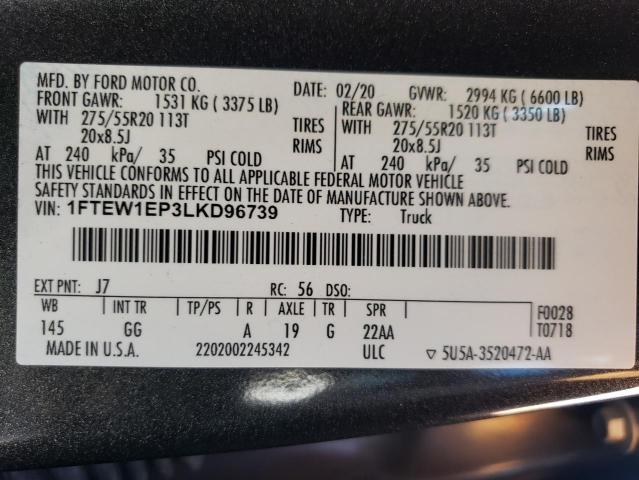 MFD. BY FORD MOTOR CO. DATE: 02/20 GVWR: 2994 KG ( 6600 LB)
FRONT GAWR: 1531 KG ( 3375 LB) REAR GAWR: 1520 KG ( 3350 LB)
WITH 275/55R20 113T TIRES WITH 275/55R20 113T TIRES
20x8.5J RIMS 20x8.5J RIMS
AT 240 kPa/ 35 PSI COLD AT 240 kPa/ 35 PSI COLD
THIS VEHICLE CONFORMS TO ALL APPLICABLE FEDERAL MOTOR VEHICLE
SAFETY STANDARDS IN EFFECT ON THE DATE OF MANUFACTURE SHOWN ABOVE.
VIN: 1FTEW1EP3LKD96739 TYPE: Truck
EXT PNT: J7 RC: 56 DSO:
WB INT TR TP/PS R AXLE TR SPR F0028
145 GG A 19 G 22AA T0718
MADE IN U.S.A. 2202002245342 ULC ▽ 5U5A-3520472-AA